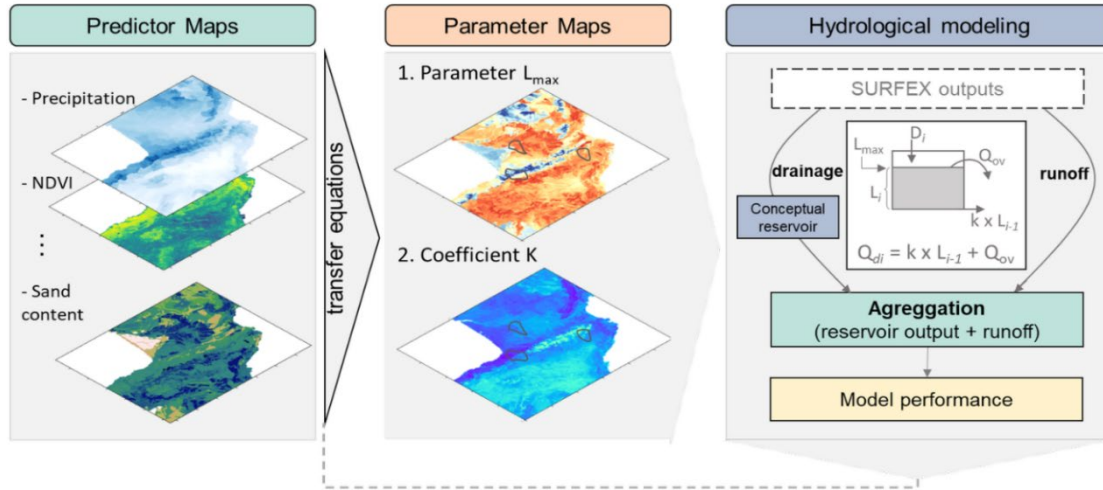 Predictor Maps
- Precipitation
- NDVI
⋮
- Sand
content
transfer equations
Parameter Maps
1. Parameter Lmax
2. Coefficient K
Hydrological modeling
SURFEX outputs
drainage
Conceptual
reservoir
Di
Lmax
Qov
Li
k x Li-1
Qdi = k x Li-1 + Qov
runoff
Agreggation
(reservoir output + runoff)
Model performance